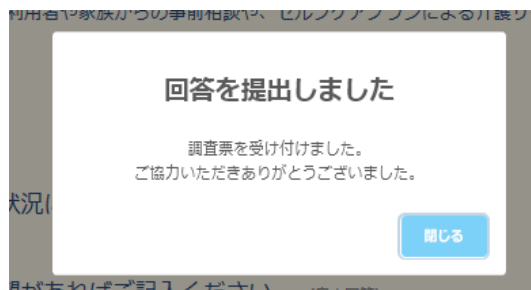 利用者や家族からの事前相談や、セルフケアプランによる介護サ
回答を提出しました
調査票を受け付けました。
ご協力いただきありがとうございました。
状況に
閉じる
があればご記入ください